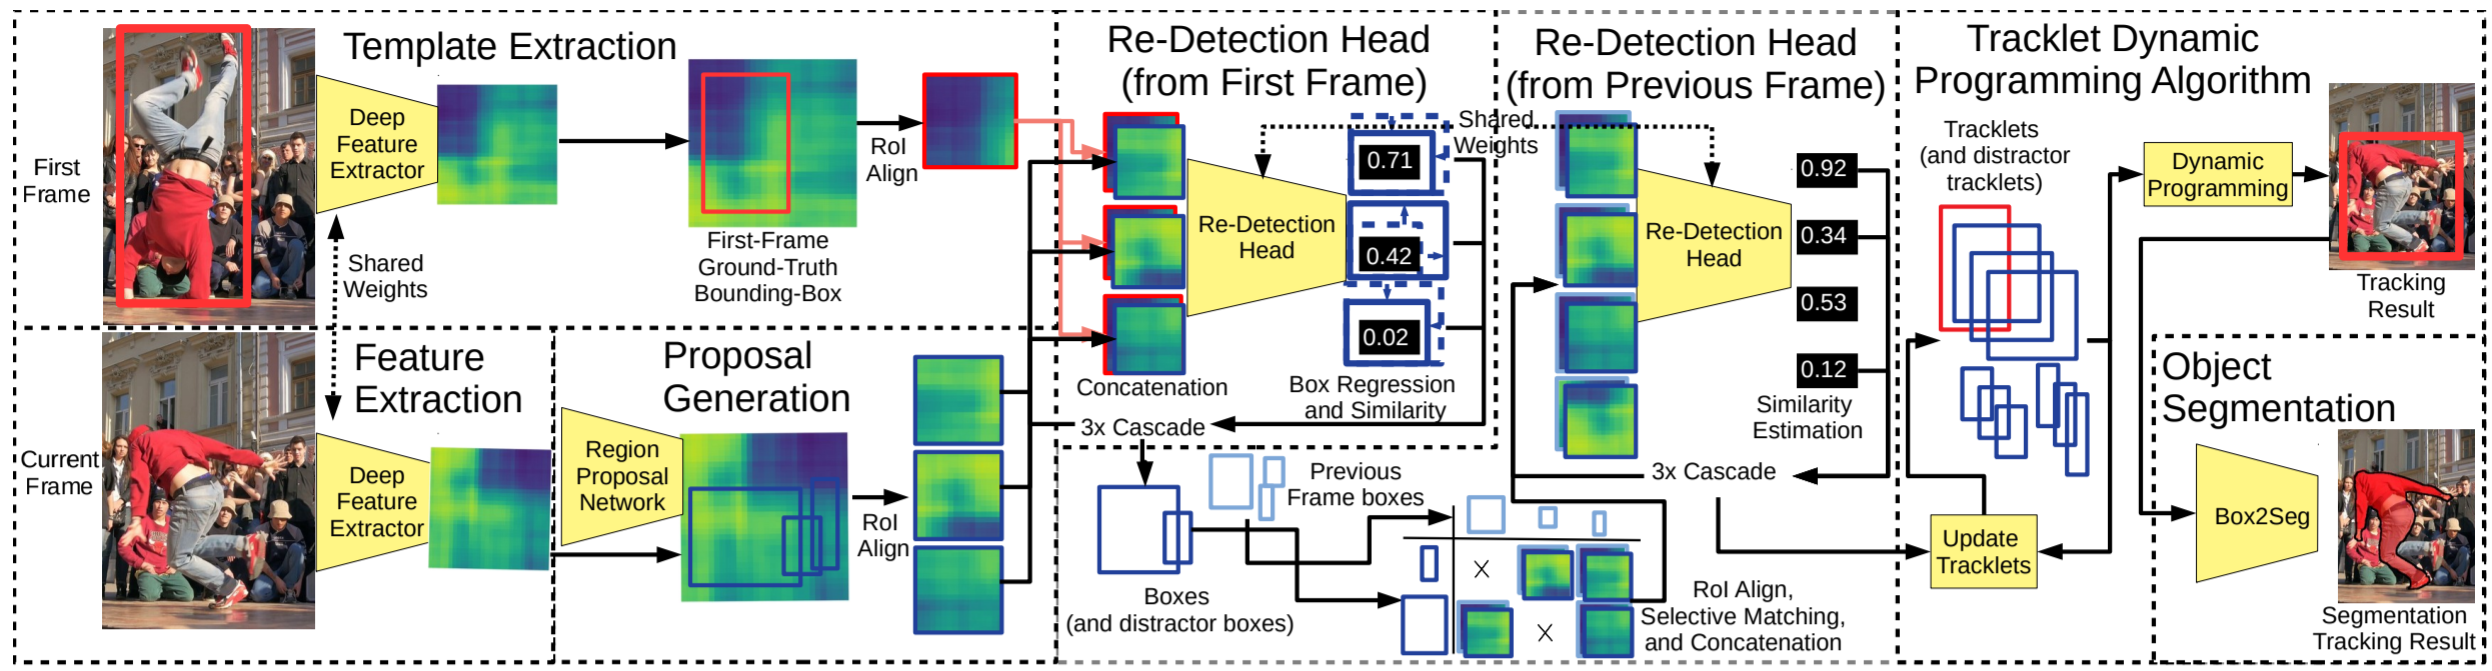 Template Extraction
First
Frame
Deep
Feature
Extractor
Shared
Weights
First-Frame
Ground-Truth
Bounding-Box
RoI
Align
Current
Frame
Feature
Extraction
Deep
Feature
Extractor
Proposal
Generation
Region
Proposal
Network
RoI
Align
Re-Detection Head
(from First Frame)
Re-Detection
Head
0.71
0.42
0.02
Concatenation
Box Regression
and Similarity
3x Cascade
Shared
Weights
Re-Detection Head
(from Previous Frame)
Re-Detection
Head
0.92
0.34
0.53
0.12
Similarity
Estimation
3x Cascade
Previous
Frame boxes
Boxes
(and distractor boxes)
X
X
RoI Align,
Selective Matching,
and Concatenation
Tracklet Dynamic
Programming Algorithm
Tracklets
(and distractor
tracklets)
Dynamic
Programming
Tracking
Result
Update
Tracklets
Object
Segmentation
Box2Seg
Segmentation
Tracking Result